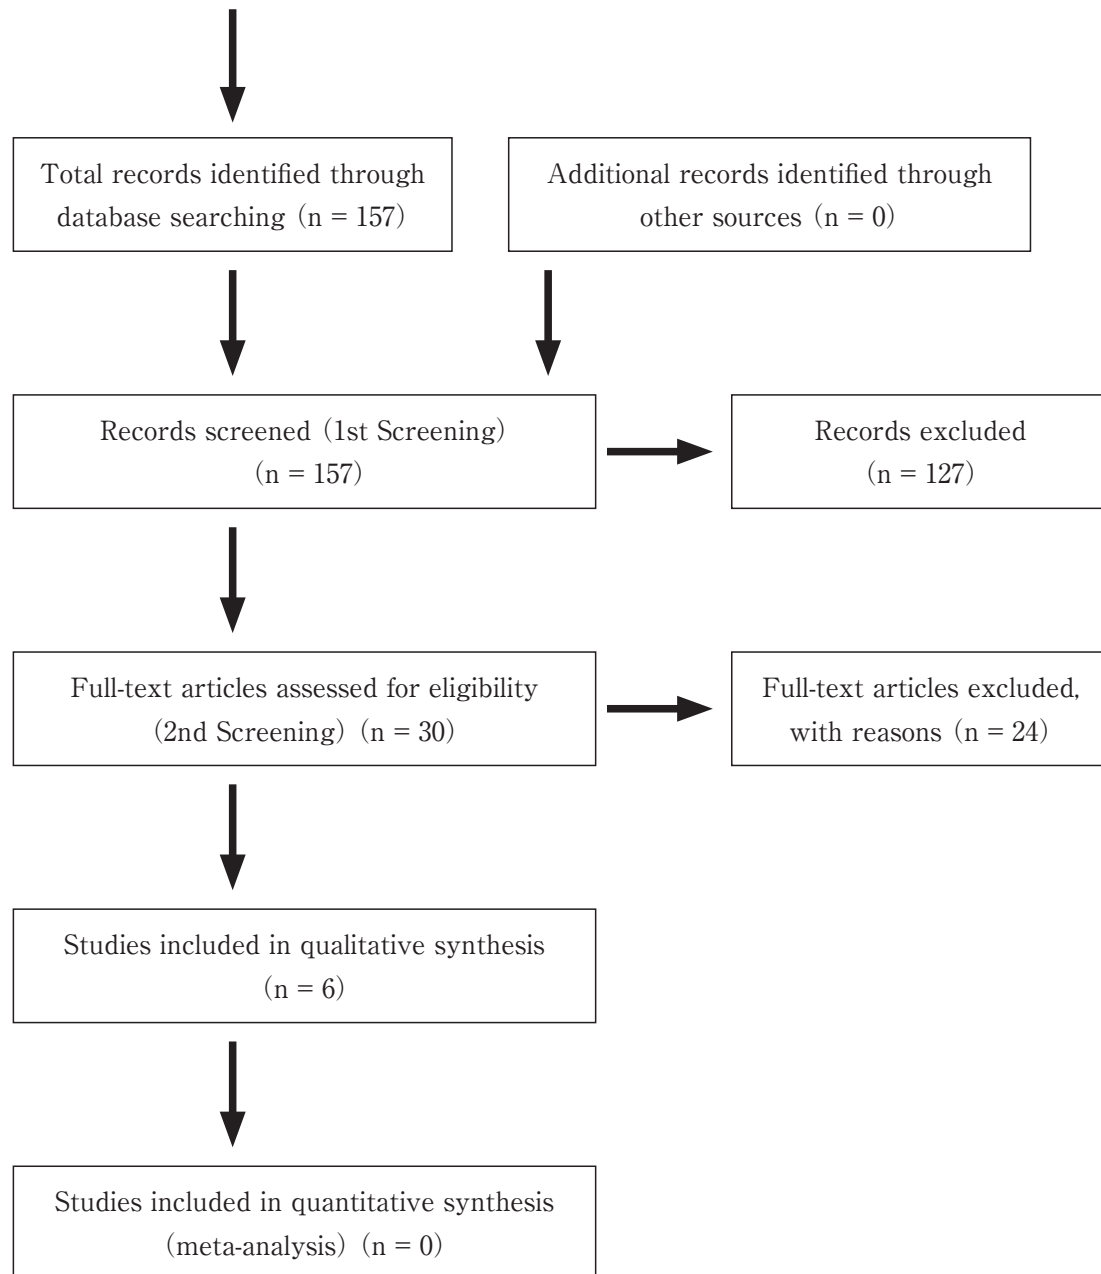 Total records identified through
database searching (n = 157)
Additional records identified through
other sources (n = 0)
Records screened (1st Screening)
(n = 157)
Records excluded
(n = 127)
Full-text articles assessed for eligibility
(2nd Screening) (n = 30)
Full-text articles excluded,
with reasons (n = 24)
Studies included in qualitative synthesis
(n = 6)
Studies included in quantitative synthesis
(meta-analysis) (n = 0)